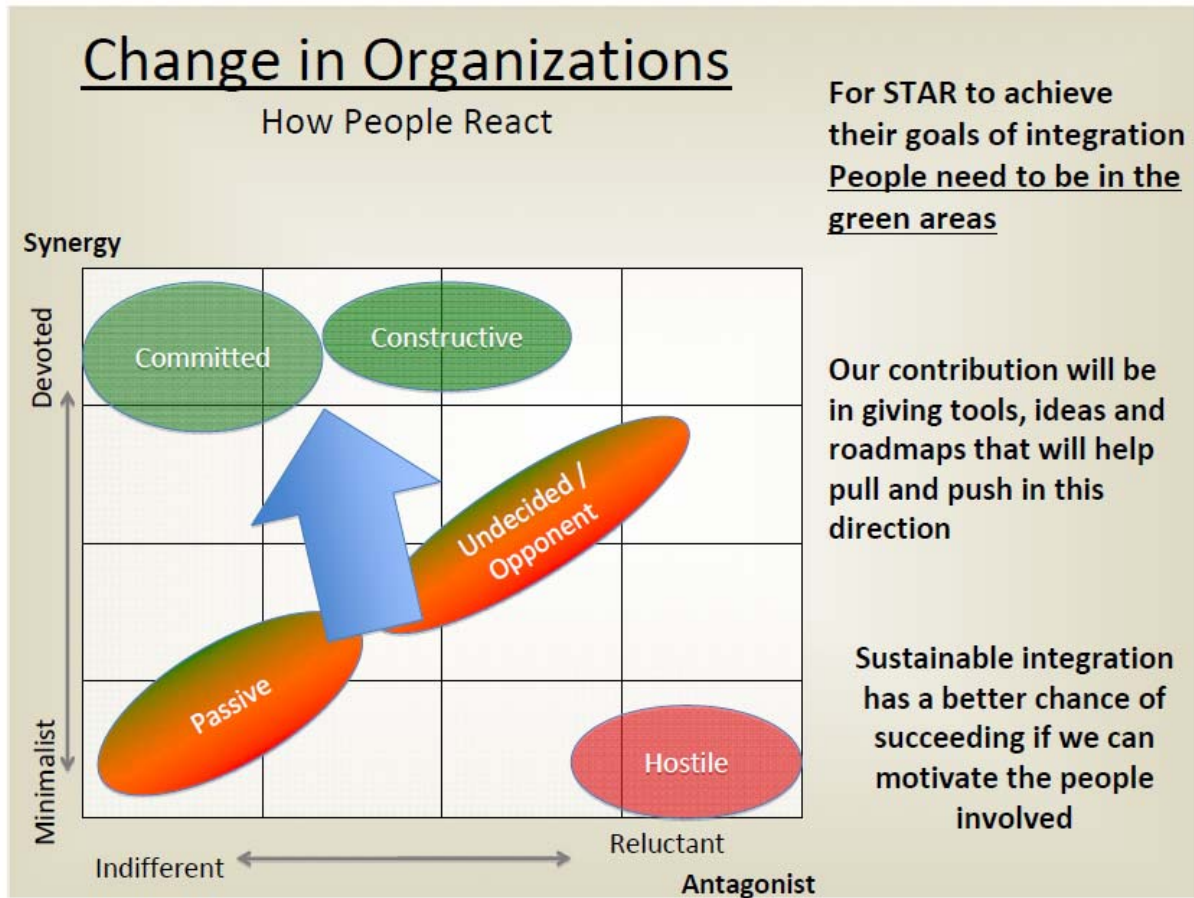 Change in Organizations
How People React
For STAR to achieve
their goals of integration
People need to be in the
green areas
Synergy
Devoted
Committed
Constructive
Undecided /
Opponent
Passive
Hostile
Minimalist
Indifferent
Reluctant
Antagonist
Our contribution will be
in giving tools, ideas and
roadmaps that will help
pull and push in this
direction
Sustainable integration
has a better chance of
succeeding if we can
motivate the people
involved